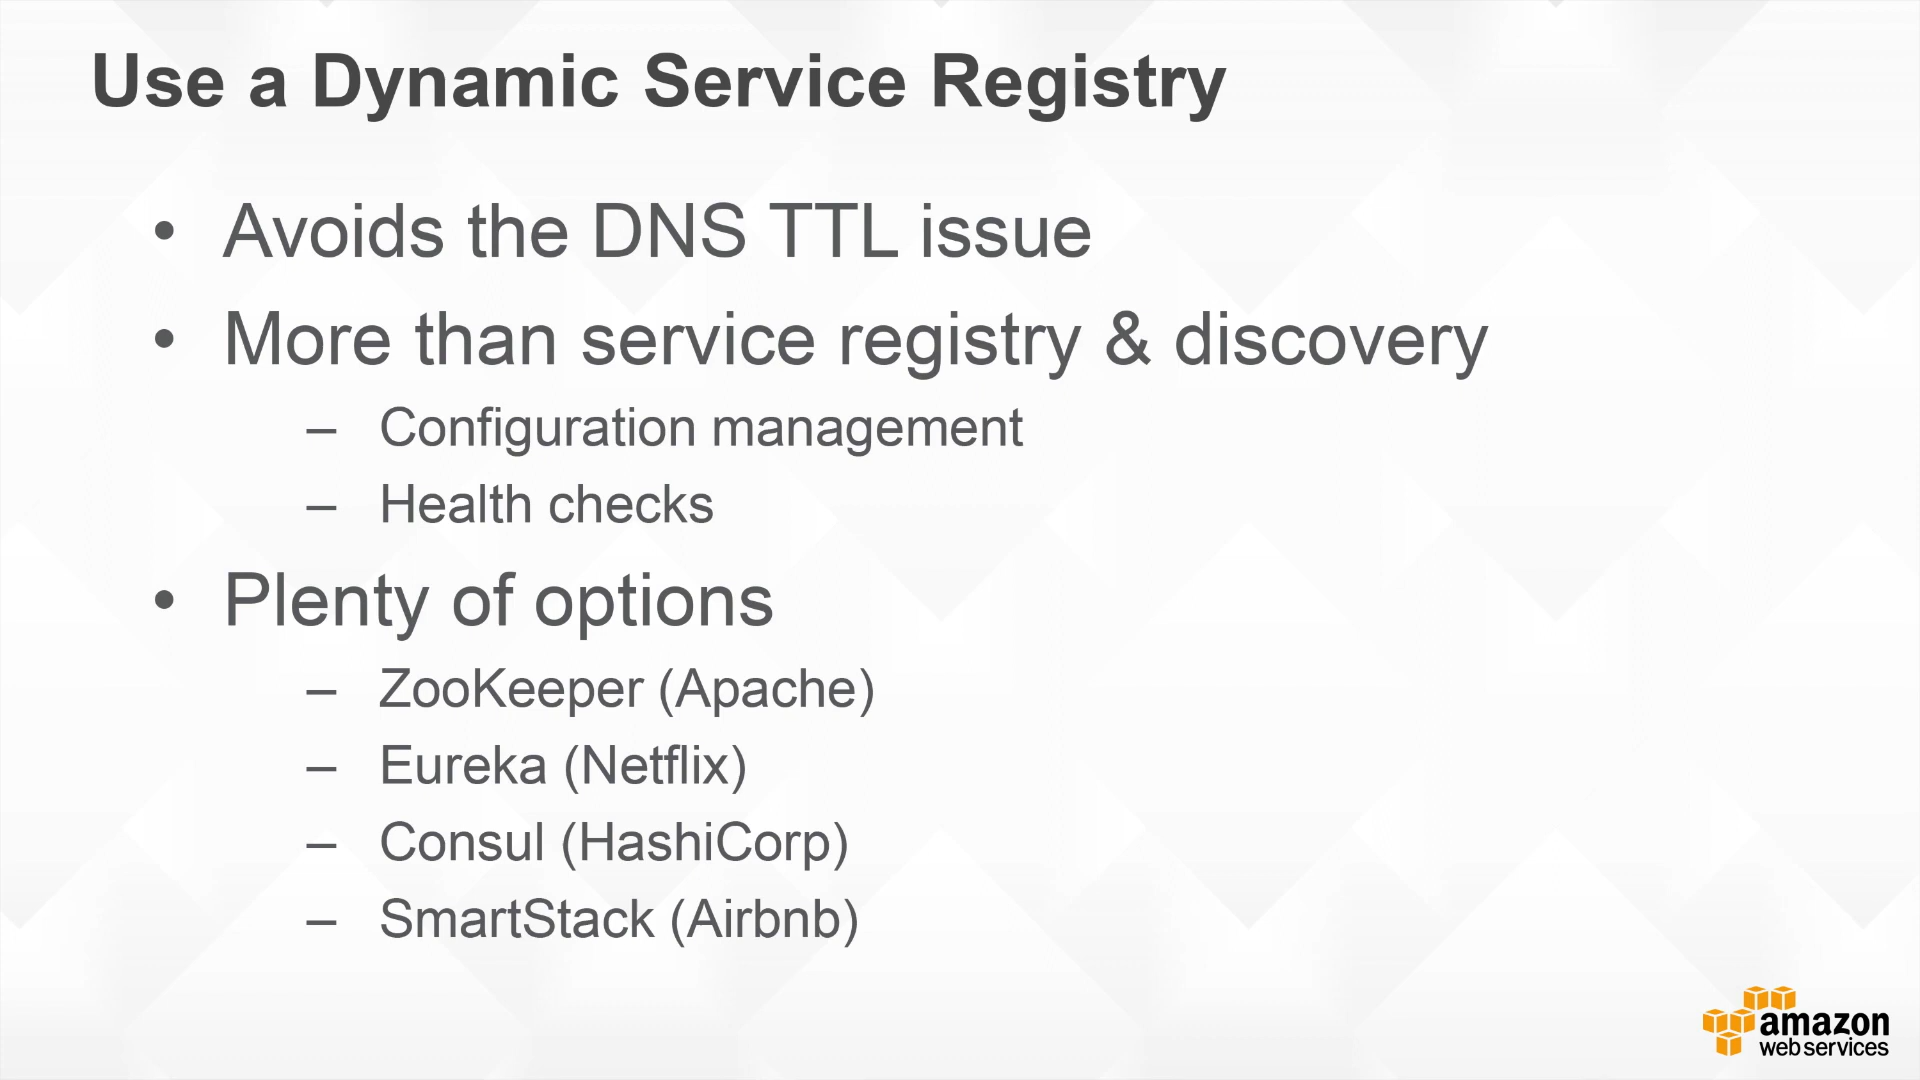 Use a Dynamic Service Registry
• Avoids the DNS TTL issue
• More than service registry & discovery
– Configuration management
– Health checks
• Plenty of options
– ZooKeeper (Apache)
– Eureka (Netflix)
– Consul (HashiCorp)
– SmartStack (Airbnb)
amazon
web services